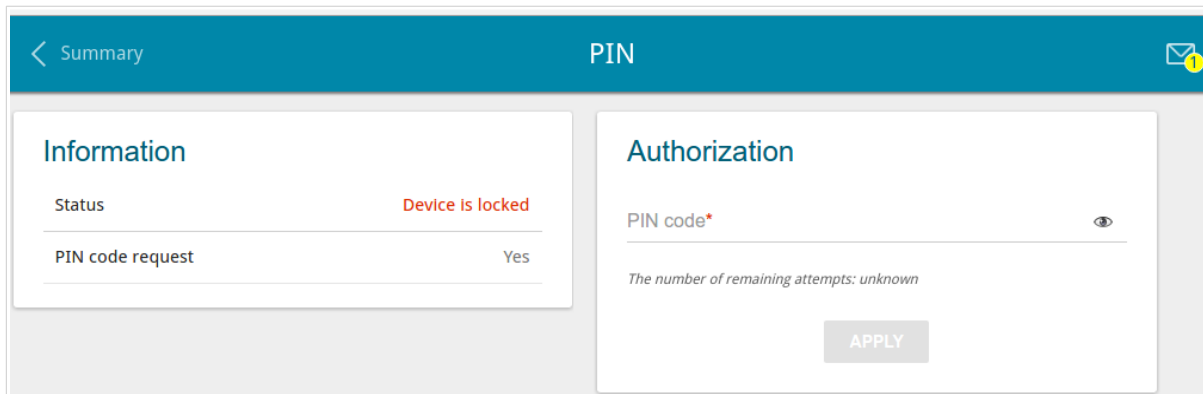 Summary
PIN
1
Information
Status Device is locked
PIN code request Yes
Authorization
PIN code*
The number of remaining attempts: unknown
APPLY